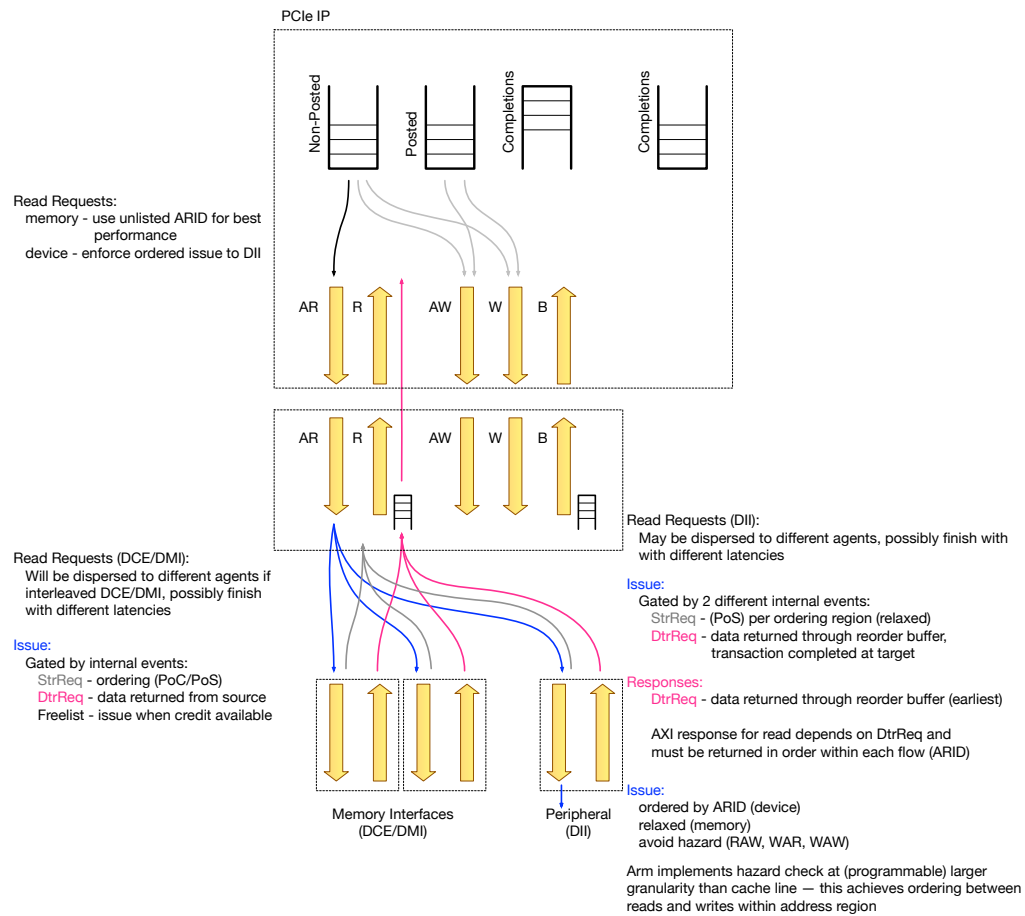 PCIe IP
Non-Posted
Posted
Completions
Completions
Read Requests:
memory - use unlisted ARID for best
performance
device - enforce ordered issue to DII
AR
R
AW
W
B
AR
R
AW
W
B
Read Requests (DCE/DMI):
Will be dispersed to different agents if
interleaved DCE/DMI, possibly finish
with different latencies
Issue:
Gated by internal events:
StrReq - ordering (PoC/PoS)
DtrReq - data returned from source
Freelist - issue when credit available
Memory Interfaces
(DCE/DMI)
Peripheral
(DII)
Read Requests (DII):
May be dispersed to different agents, possibly finish with
with different latencies
Issue:
Gated by 2 different internal events:
StrReq - (PoS) per ordering region (relaxed)
DtrReq - data returned through reorder buffer,
transaction completed at target
Responses:
DtrReq - data returned through reorder buffer (earliest)
AXI response for read depends on DtrReq and
must be returned in order within each flow (ARID)
Issue:
ordered by ARID (device)
relaxed (memory)
avoid hazard (RAW, WAR, WAW)
Arm implements hazard check at (programmable) larger
granularity than cache line — this achieves ordering between
reads and writes within address region